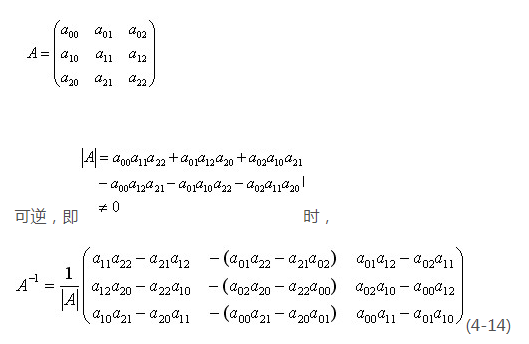 A = ( a₀₀ a₀₁ a₀₂
a₁₀ a₁₁ a₁₂
a₂₀ a₂₁ a₂₂ )
|A| = a₀₀a₁₁a₂₂ + a₀₁a₁₂a₂₀ + a₀₂a₁₀a₂₁
− a₀₀a₁₂a₂₁ − a₀₁a₁₀a₂₂ − a₀₂a₁₁a₂₀
可逆，即 ≠ 0 时，
A⁻¹ = 1/|A| ( a₁₁a₂₂ − a₂₁a₁₂ −(a₀₁a₂₂ − a₂₁a₀₂) a₀₁a₁₂ − a₀₂a₁₁
a₁₂a₂₀ − a₂₂a₁₀ −(a₀₂a₂₀ − a₂₂a₀₀) a₀₂a₁₀ − a₀₀a₁₂
a₁₀a₂₁ − a₂₀a₁₁ −(a₀₀a₂₁ − a₂₀a₀₁) a₀₀a₁₁ − a₀₁a₁₀ ) (4-14)